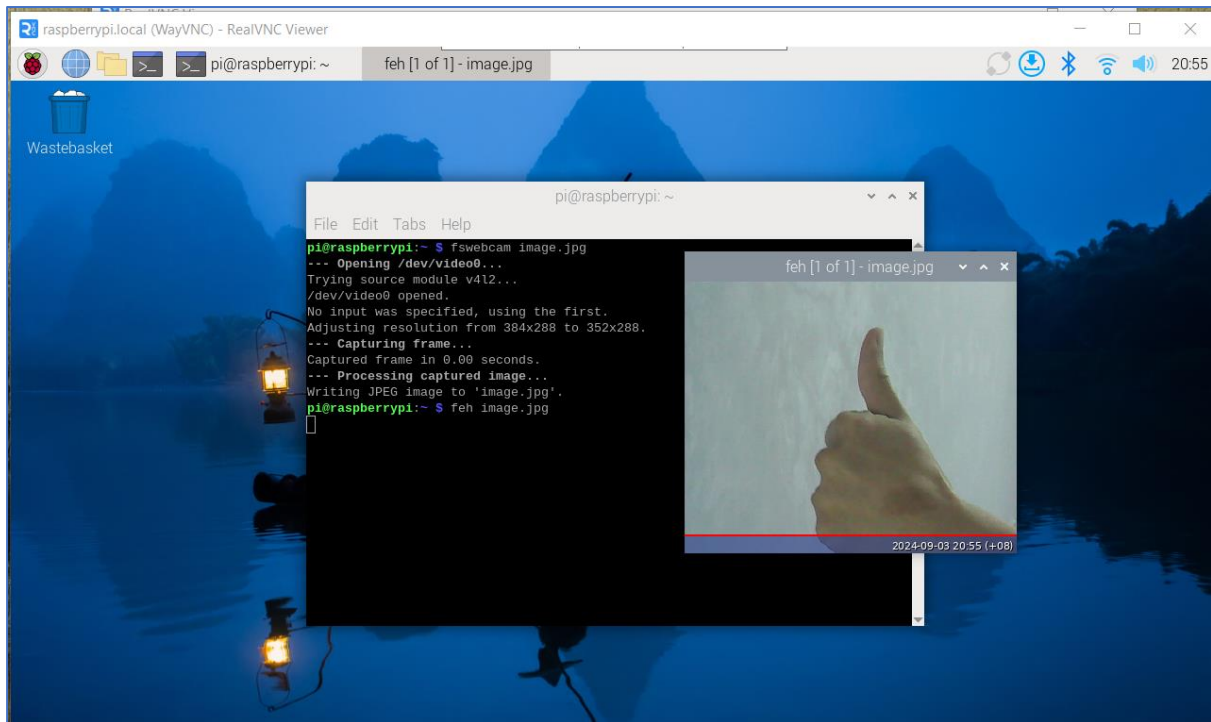 raspberrypi.local (WayVNC) - RealVNC Viewer
pi@raspberrypi: ~
feh [1 of 1] - image.jpg
20:55
Wastebasket
pi@raspberrypi: ~
File Edit Tabs Help
pi@raspberrypi:~ $ fswebcam image.jpg
--- Opening /dev/video0...
Trying source module v4l2...
/dev/video0 opened.
No input was specified, using the first.
Adjusting resolution from 384x288 to 352x288.
--- Capturing frame...
Captured frame in 0.00 seconds.
--- Processing captured image...
Writing JPEG image to 'image.jpg'.
pi@raspberrypi:~ $ feh image.jpg
feh [1 of 1] - image.jpg
2024-09-03 20:55 (+08)